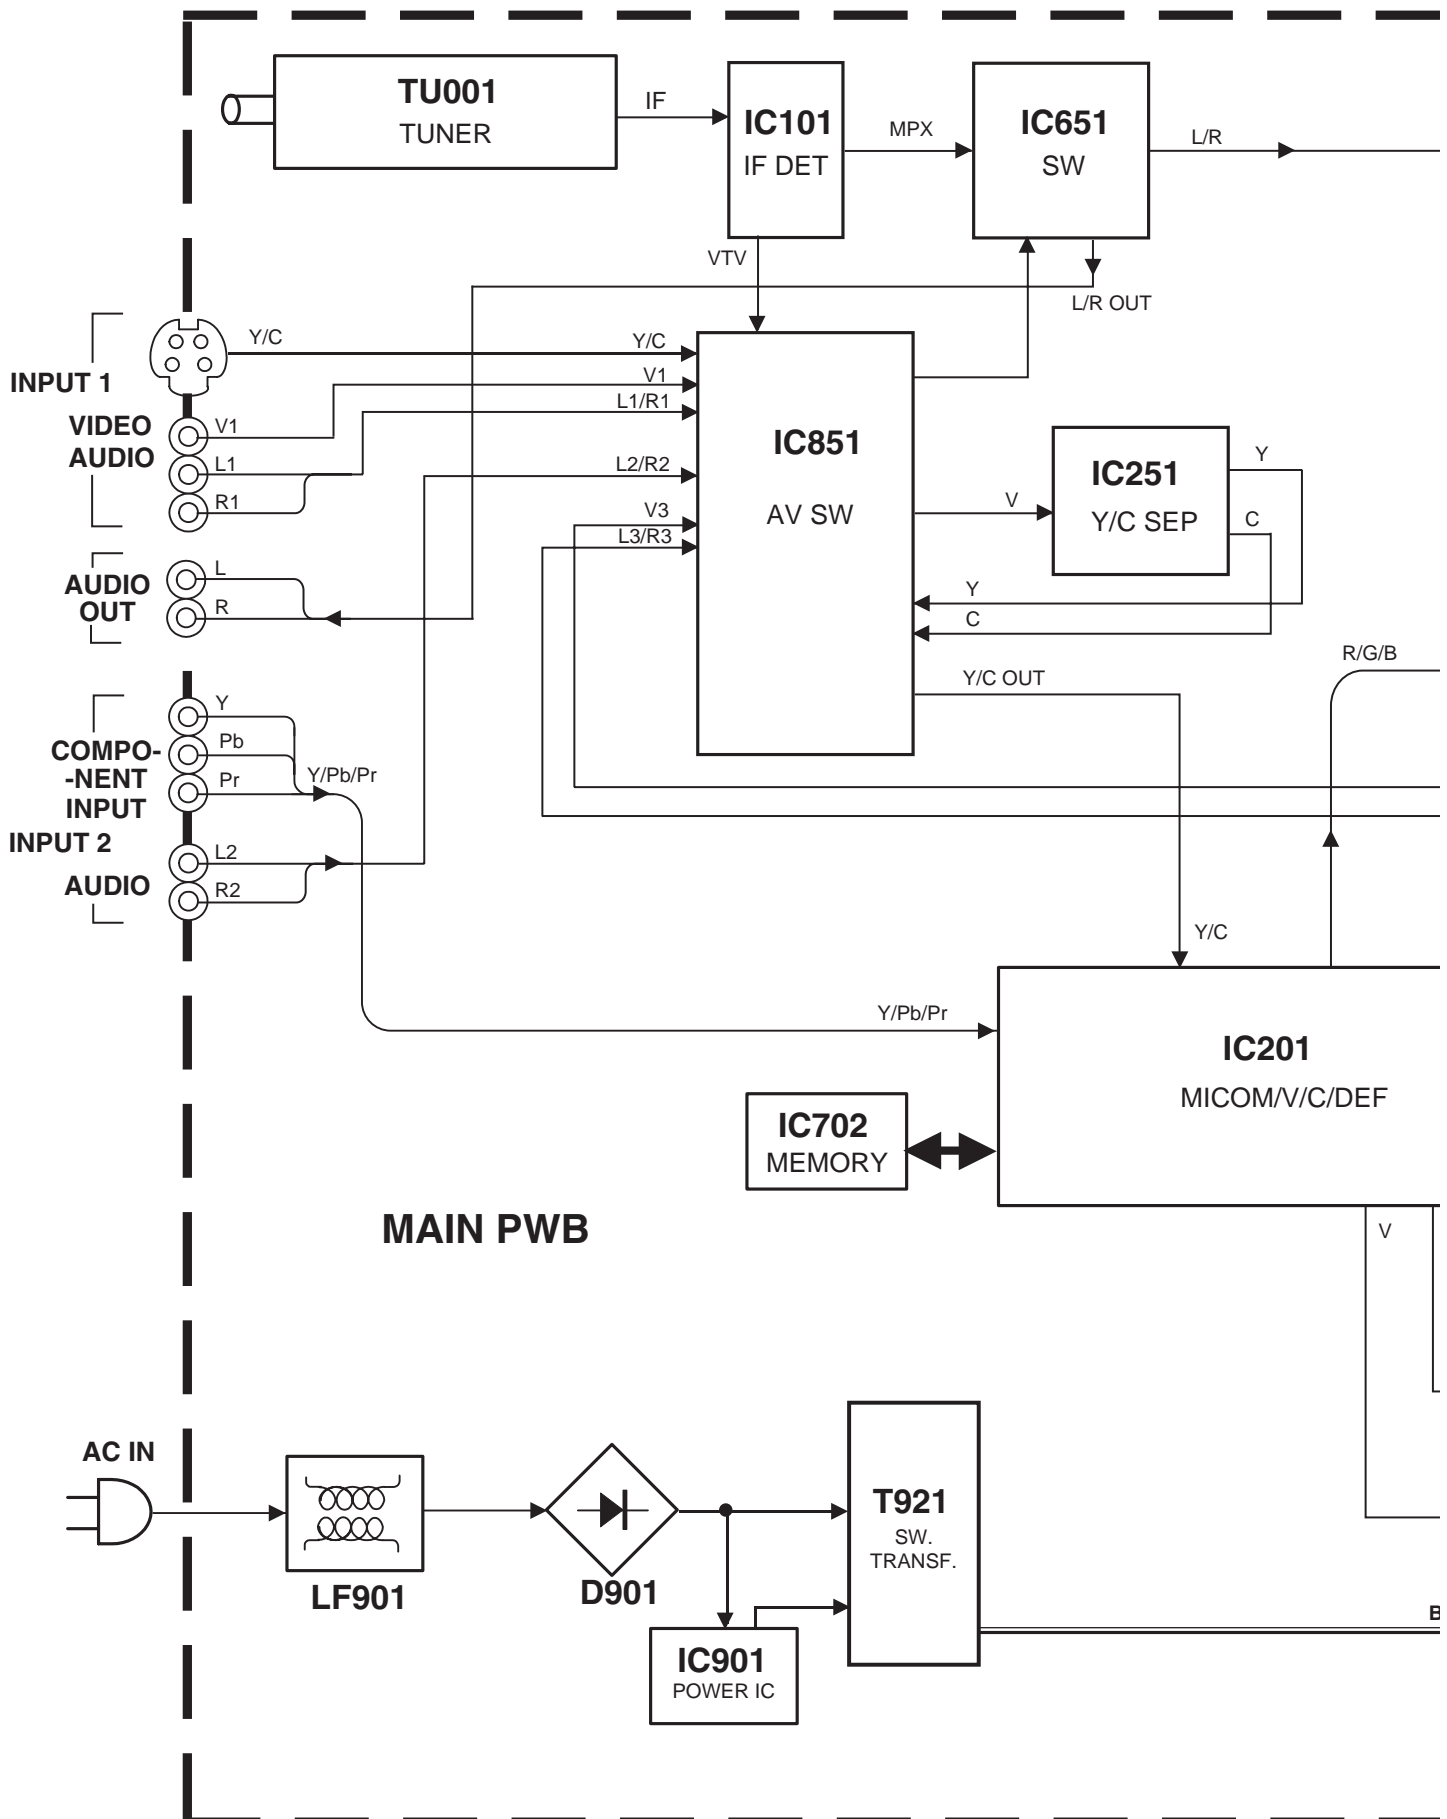 TU001
TUNER
IF
IC101
IF DET
MPX
IC651
SW
L/R
VTV
L/R OUT
INPUT 1
Y/C
Y/C
V1
L1/R1
VIDEO
AUDIO
V1
L1
R1
L2/R2
V3
L3/R3
IC851
AV SW
V
IC251
Y/C SEP
Y
C
Y
C
Y/C OUT
R/G/B
AUDIO
OUT
L
R
COMPO-
-NENT
INPUT
Y
Pb
Pr
Y/Pb/Pr
INPUT 2
AUDIO
L2
R2
Y/C
Y/Pb/Pr
IC201
MICOM/V/C/DEF
IC702
MEMORY
MAIN PWB
V
AC IN
LF901
D901
T921
SW.
TRANSF.
IC901
POWER IC